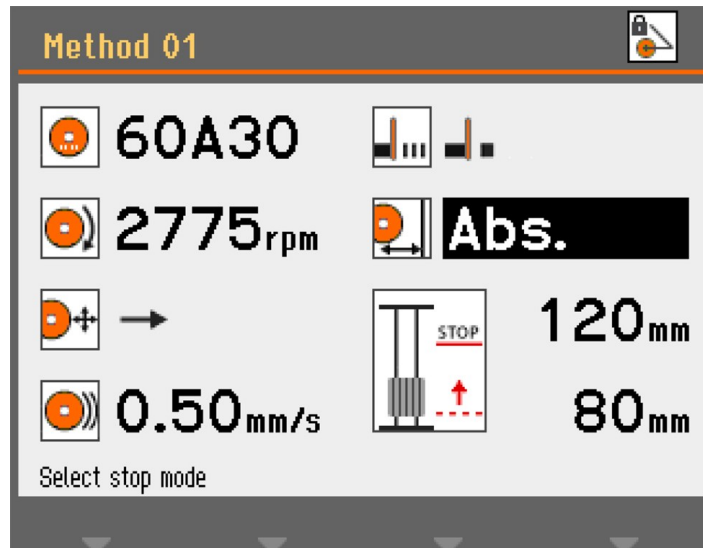 Method 01
60A30
2775rpm
Abs.
STOP
120mm
0.50mm/s
80mm
Select stop mode